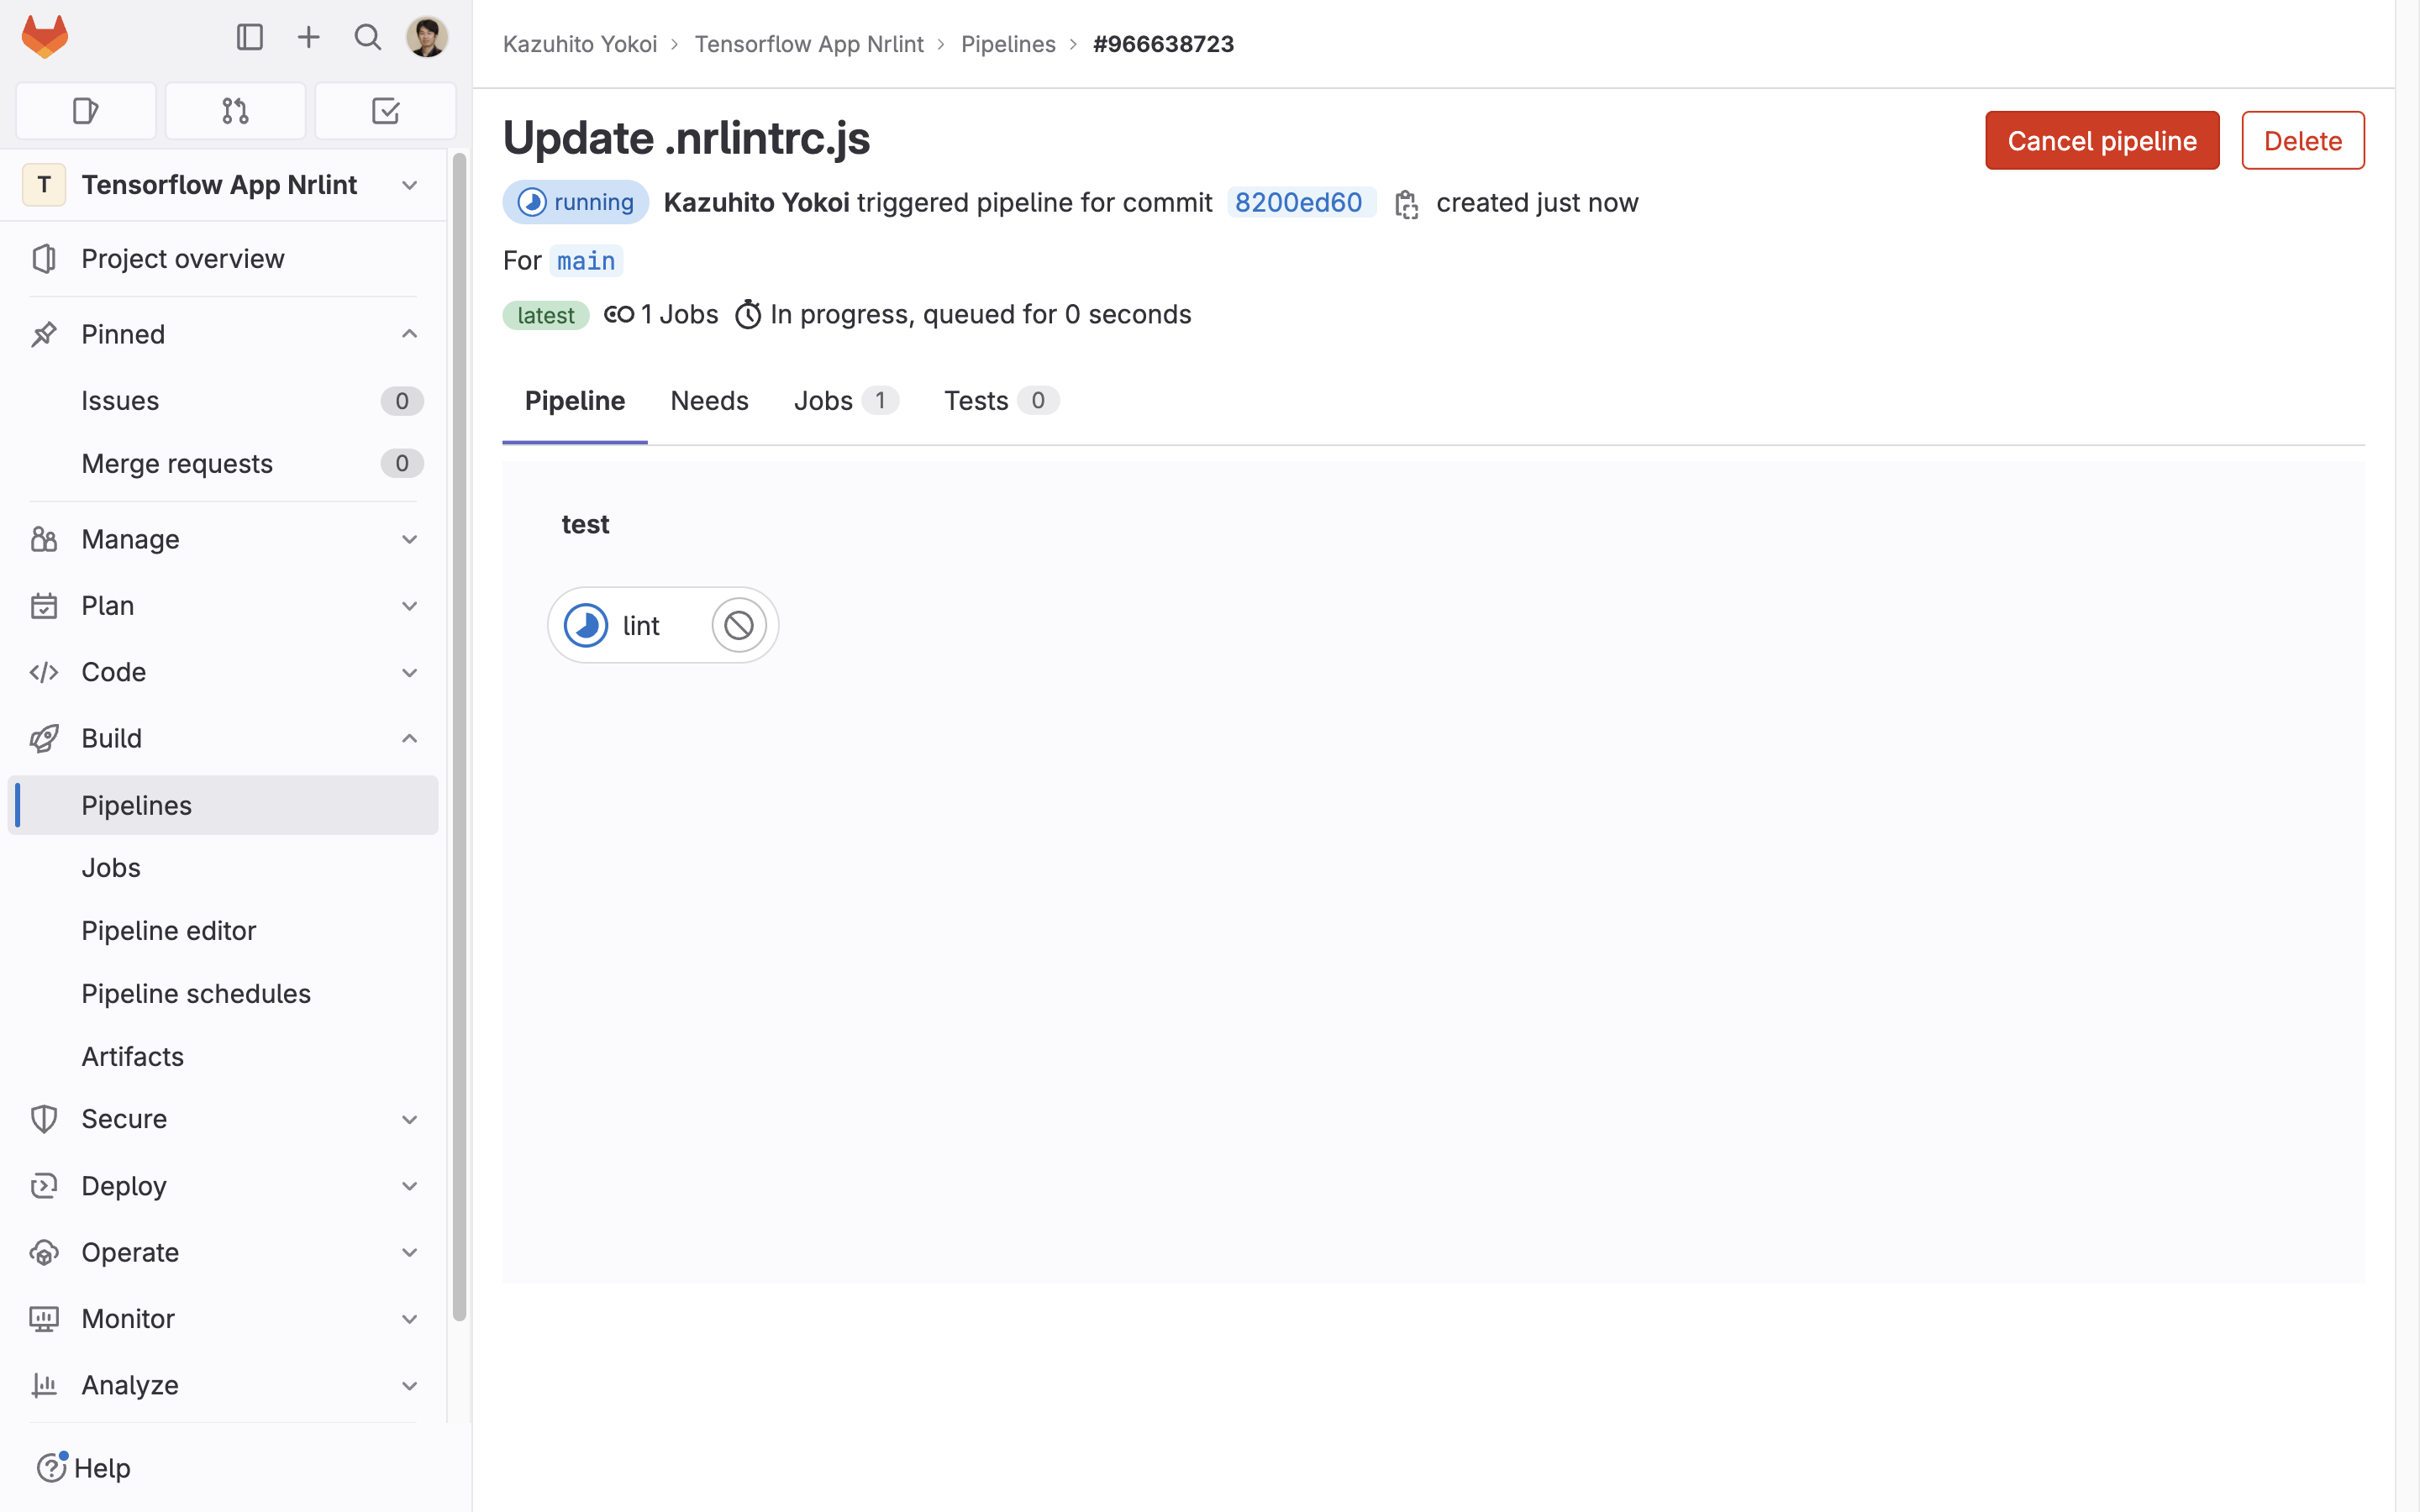 Kazuhito Yokoi > Tensorflow App Nrlint > Pipelines > #966638723
T Tensorflow App Nrlint
Project overview
Pinned
Issues 0
Merge requests 0
Manage
Plan
Code
Build
Pipelines
Jobs
Pipeline editor
Pipeline schedules
Artifacts
Secure
Deploy
Operate
Monitor
Analyze
Help
Update .nrlintrc.js
Cancel pipeline
Delete
running Kazuhito Yokoi triggered pipeline for commit 8200ed60 created just now
For main
latest 1 Jobs In progress, queued for 0 seconds
Pipeline Needs Jobs 1 Tests 0
test
lint